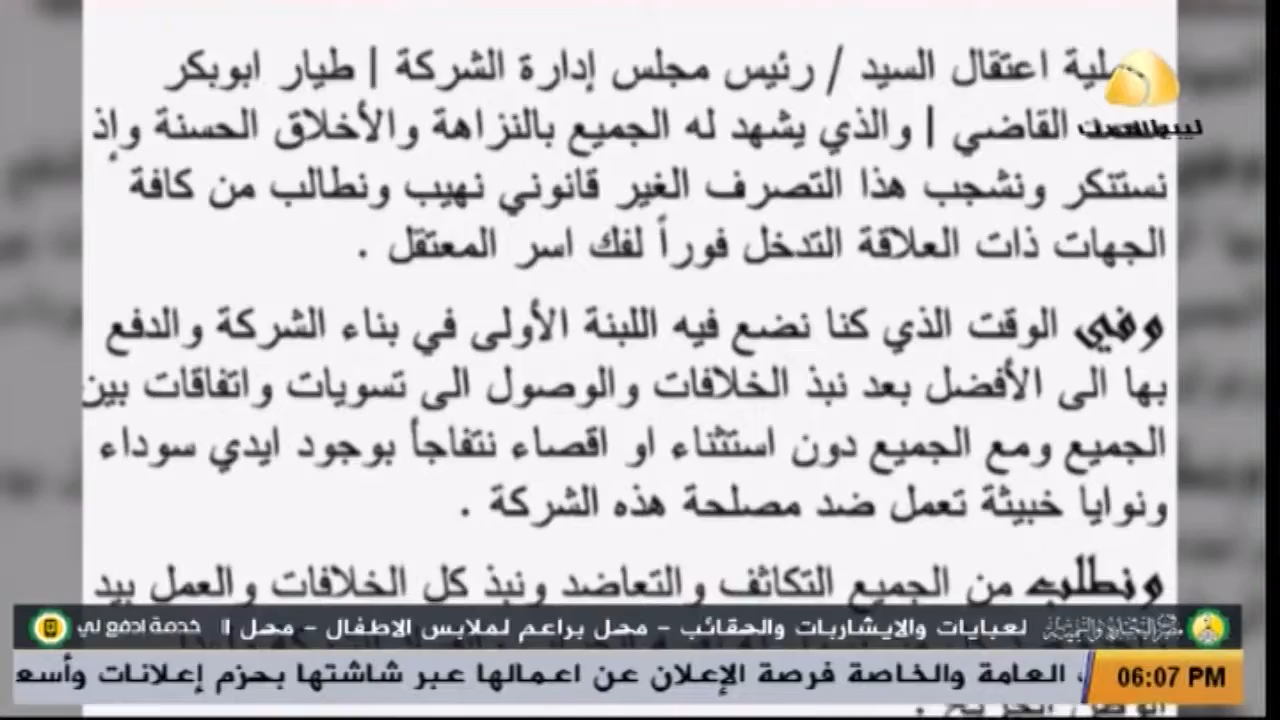 اعتقال السيد / رئيس مجلس إدارة الشركة | طيار ابوبكر
القاضي | والذي يشهد له الجميع بالنزاهة والأخلاق الحسنة وإذ
نستنكر ونشجب هذا التصرف الغير قانوني نهيب ونطالب من كافة
الجهات ذات العلاقة التدخل فوراً لفك اسر المعتقل .
وفي الوقت الذي كنا نضع فيه اللبنة الأولى في بناء الشركة والدفع
بها الى الأفضل بعد نبذ الخلافات والوصول الى تسويات واتفاقات بين
الجميع ومع الجميع دون استثناء او اقصاء نتفاجأ بوجود ايدي سوداء
ونوايا خبيثة تعمل ضد مصلحة هذه الشركة .
ونطلب من الجميع التكاثف والتعاضد ونبذ كل الخلافات والعمل بيد
لعبايات والايشاربات والحقائب – محل براعم لملابس الاطفال – محل ال خدمة ادفع لي
العامة والخاصة فرصة الإعلان عن اعمالها عبر شاشتها بحزم إعلانات وأسع
06:07 PM